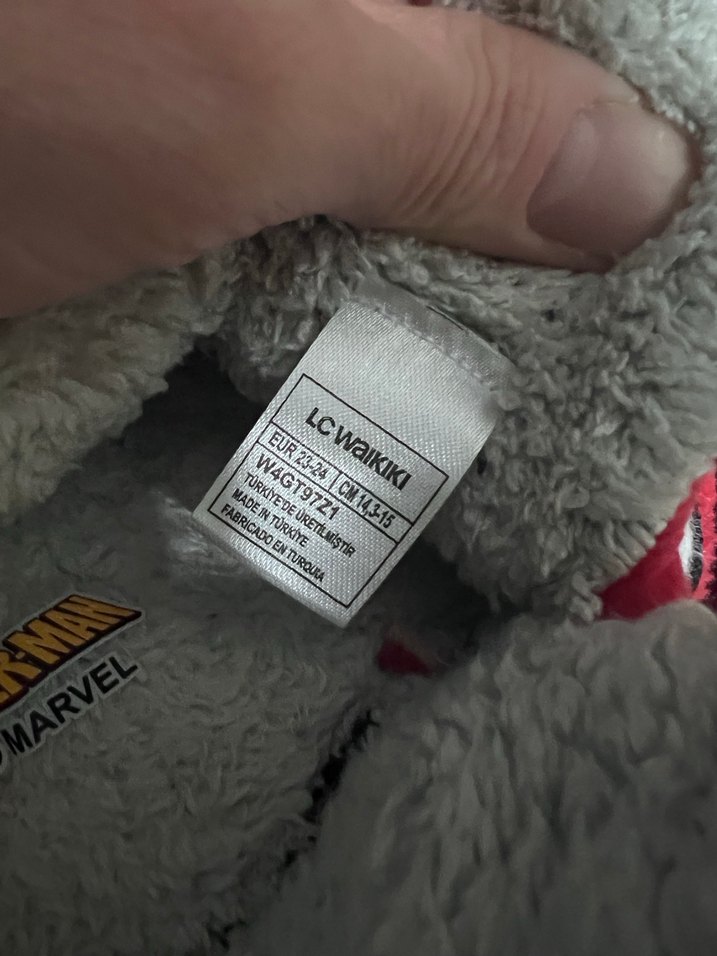 LC WAIKIKI
EUR 23-24 | CM 14,3-15
W4GT97Z1
TÜRKİYE'DE ÜRETİLMİŞTİR
MADE IN TÜRKİYE
FABRICADO EN TURQUIA
R-MAN
MARVEL